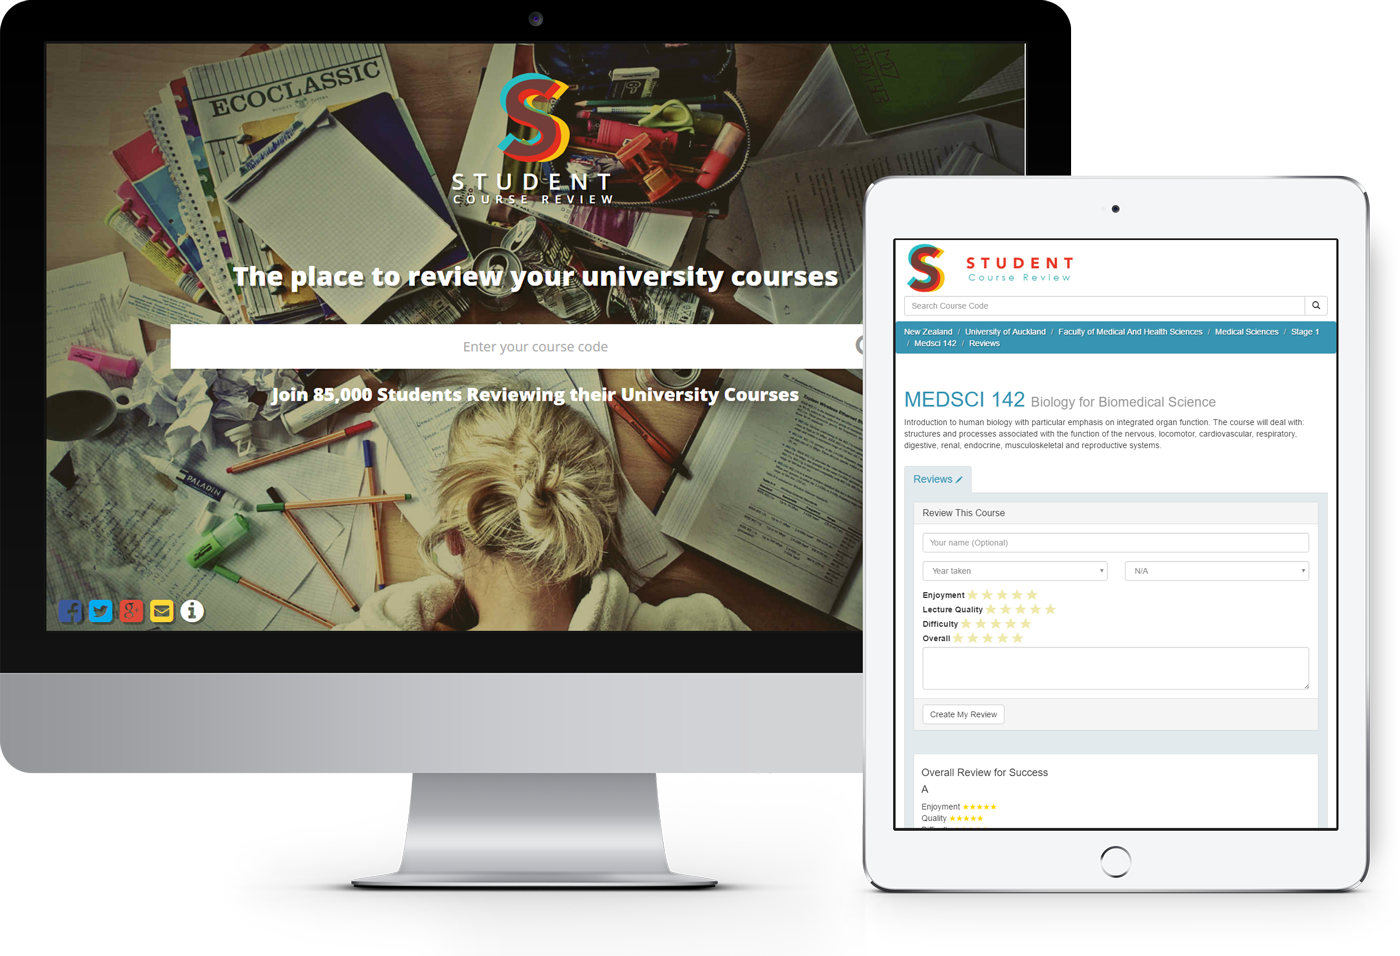 ECOCLASSIC
STUDENT
COURSE REVIEW
The place to review your university courses
Enter your course code
Join 85,000 Students Reviewing their University Courses
PALADIN
STUDENT
Course Review
Search Course Code
New Zealand / University of Auckland / Faculty of Medical And Health Sciences / Medical Sciences / Stage 1
/ Medsci 142 / Reviews
MEDSCI 142 Biology for Biomedical Science
Introduction to human biology with particular emphasis on integrated organ function. The course will deal with:
structures and processes associated with the function of the nervous, locomotor, cardiovascular, respiratory,
digestive, renal, endocrine, musculoskeletal and reproductive systems.
Reviews
Review This Course
Your name (Optional)
Year taken
N/A
Enjoyment
Lecture Quality
Difficulty
Overall
Create My Review
Overall Review for Success
A
Enjoyment
Quality